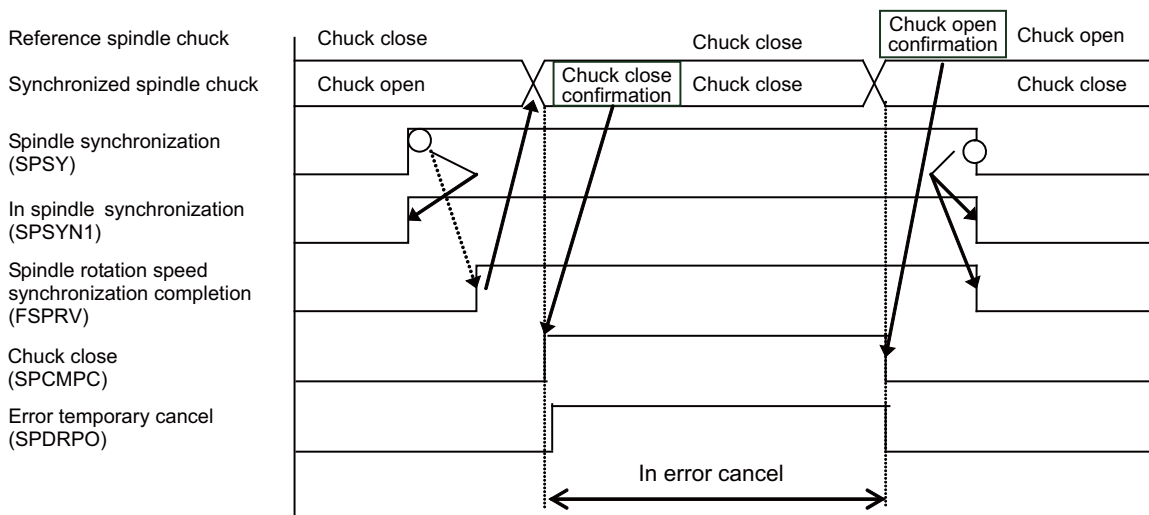 Reference spindle chuck
Chuck close
Chuck close
Chuck open
confirmation
Chuck open
Synchronized spindle chuck
Chuck open
Chuck close
confirmation
Chuck close
Chuck close
Spindle synchronization
(SPSY)
In spindle synchronization
(SPSYN1)
Spindle rotation speed
synchronization completion
(FSPRV)
Chuck close
(SPCMPC)
Error temporary cancel
(SPDRPO)
In error cancel